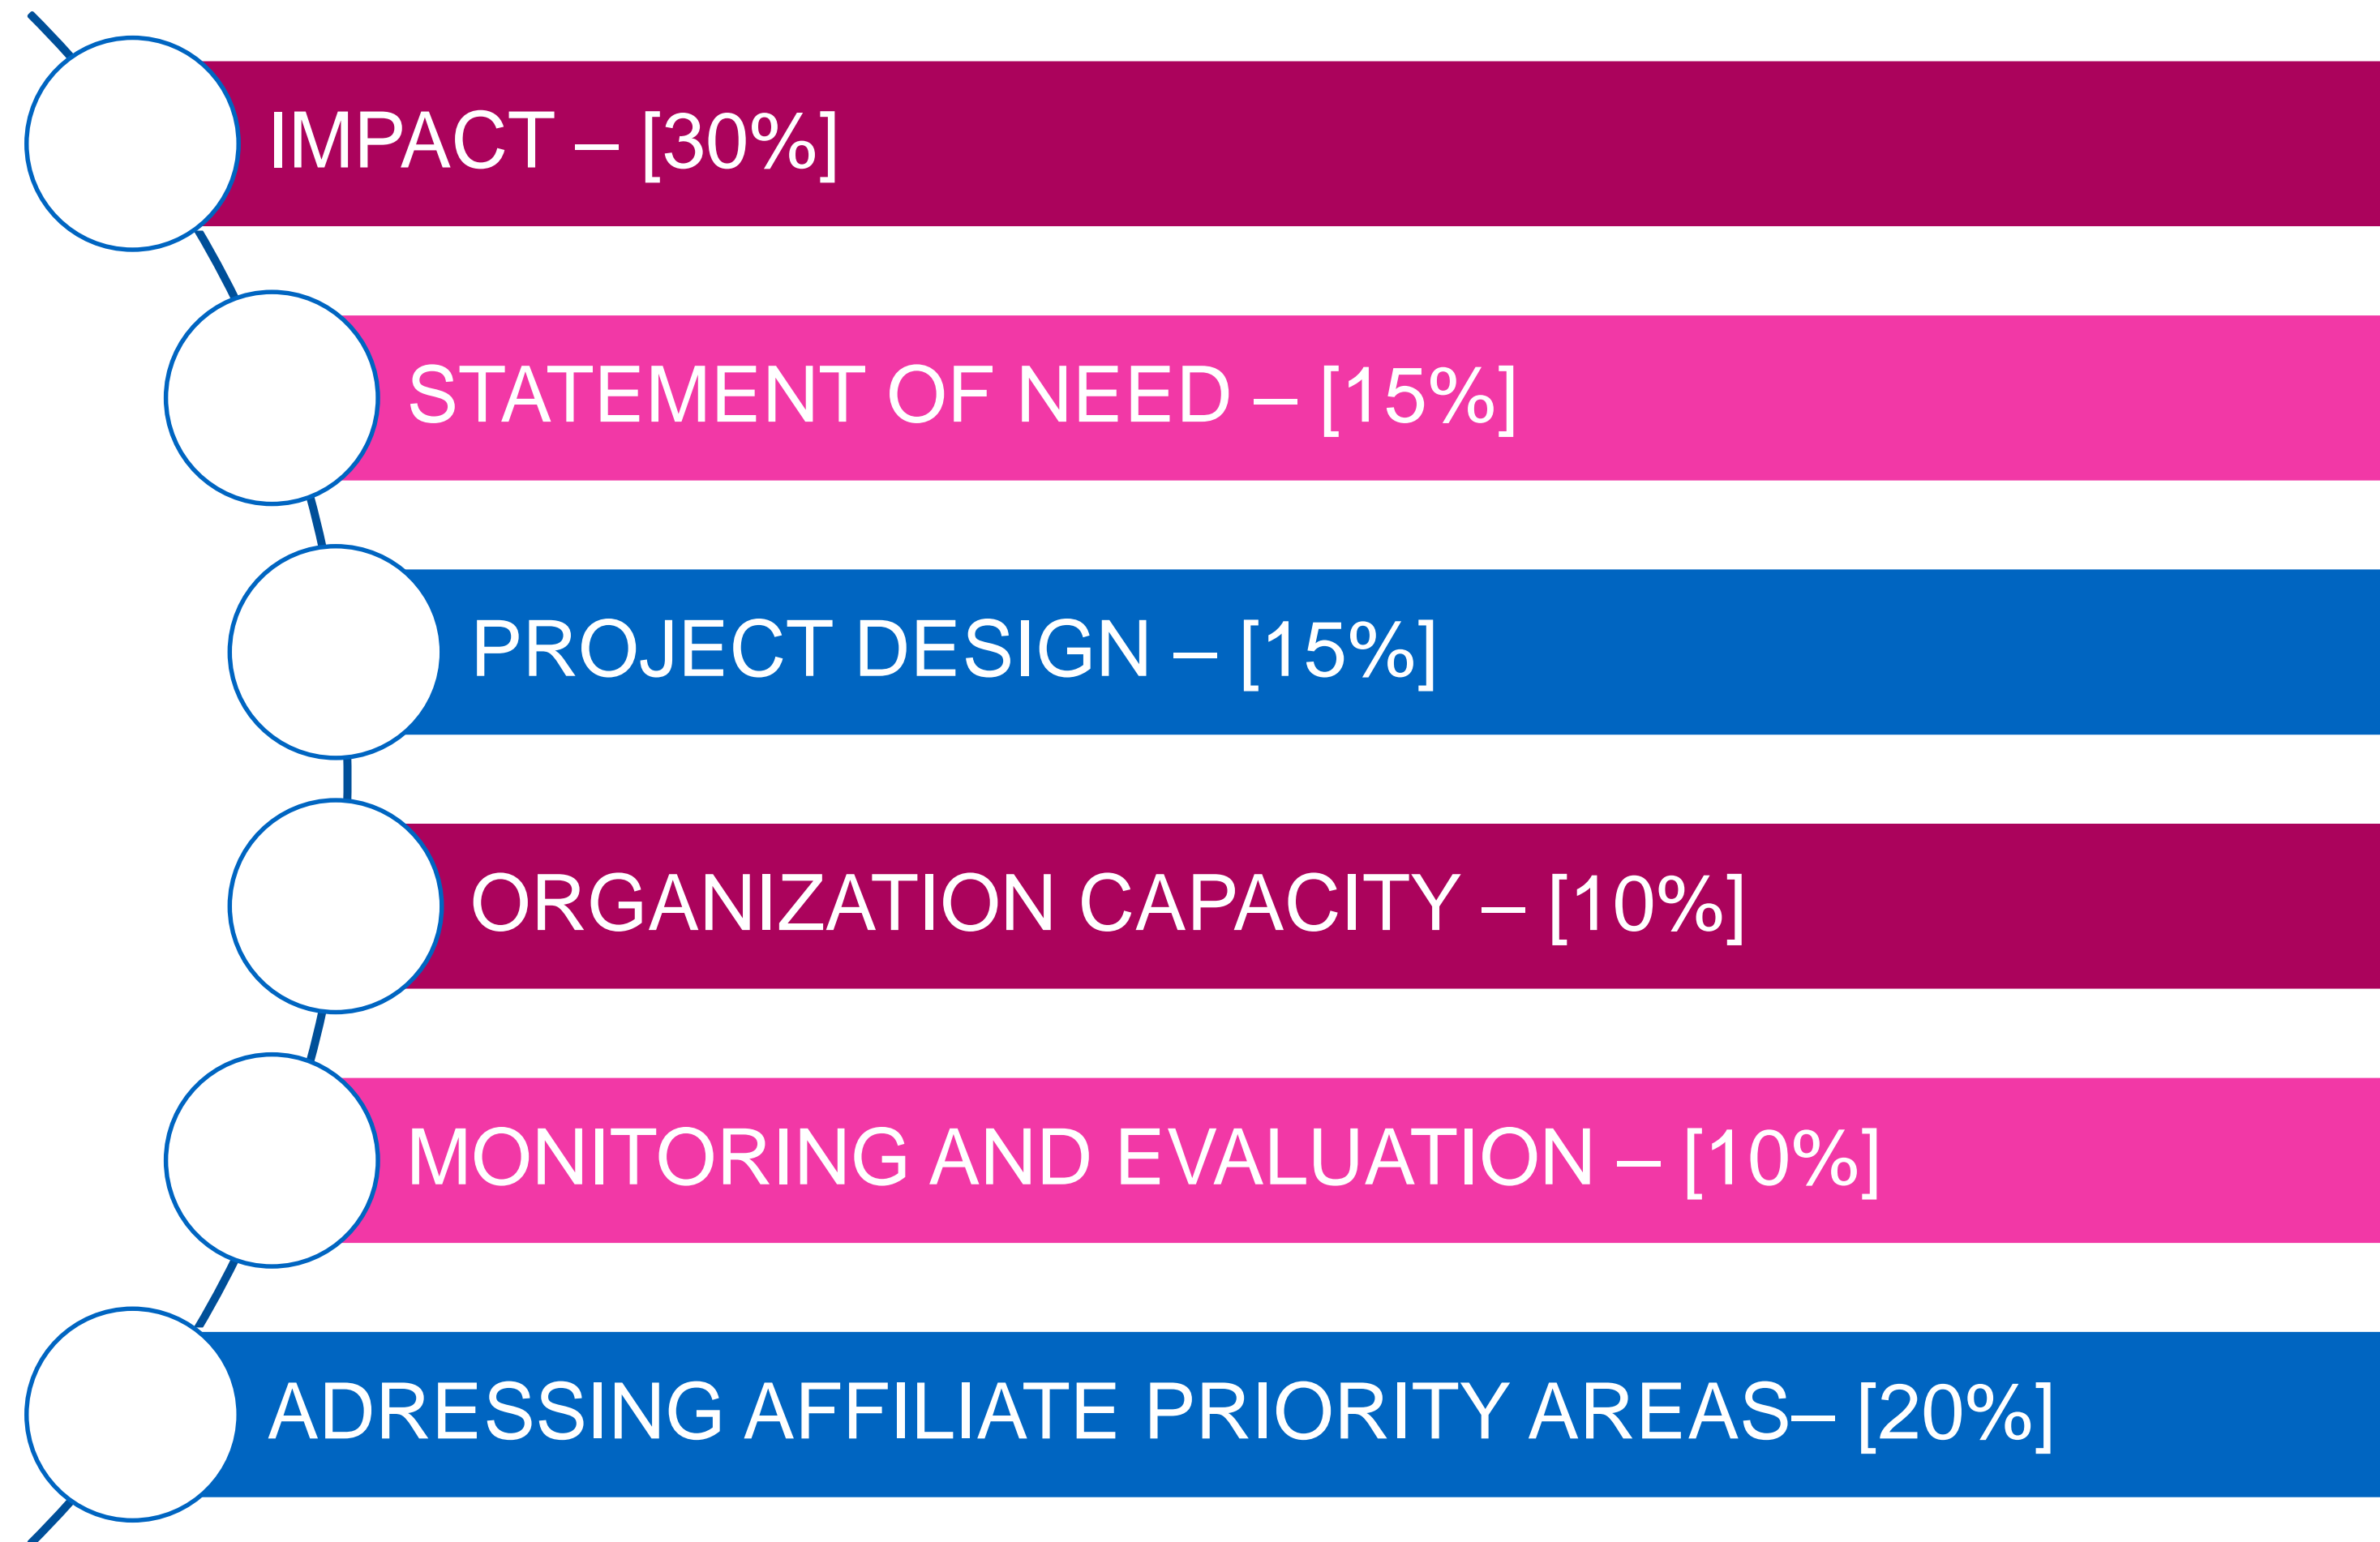 IMPACT – [30%]
STATEMENT OF NEED – [15%]
PROJECT DESIGN – [15%]
ORGANIZATION CAPACITY – [10%]
MONITORING AND EVALUATION – [10%]
ADRESSING AFFILIATE PRIORITY AREAS– [20%]